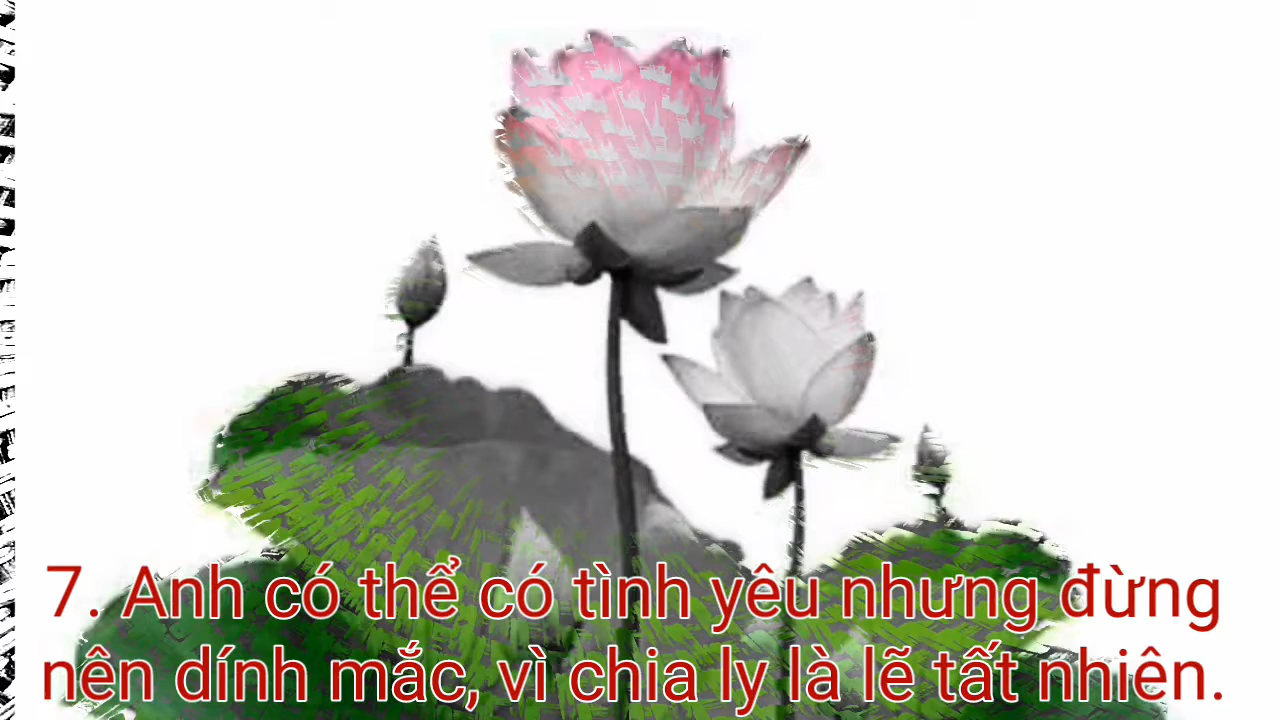 7. Anh có thể có tình yêu nhưng đừng
nên dính mắc, vì chia ly là lẽ tất nhiên.